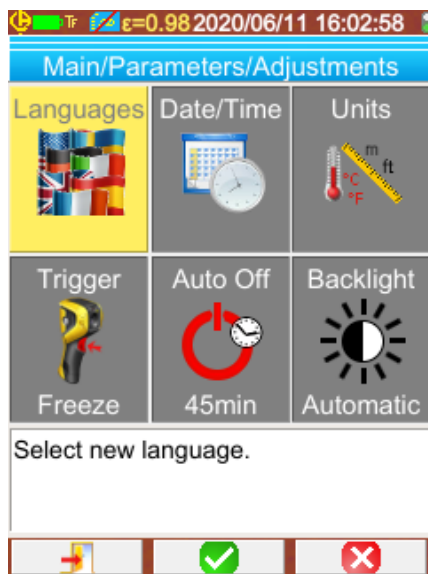 Tr ε=0.98 2020/06/11 16:02:58
Main/Parameters/Adjustments
Languages Date/Time Units
m
ft
°C
°F
Trigger Auto Off Backlight
Freeze 45min Automatic
Select new language.